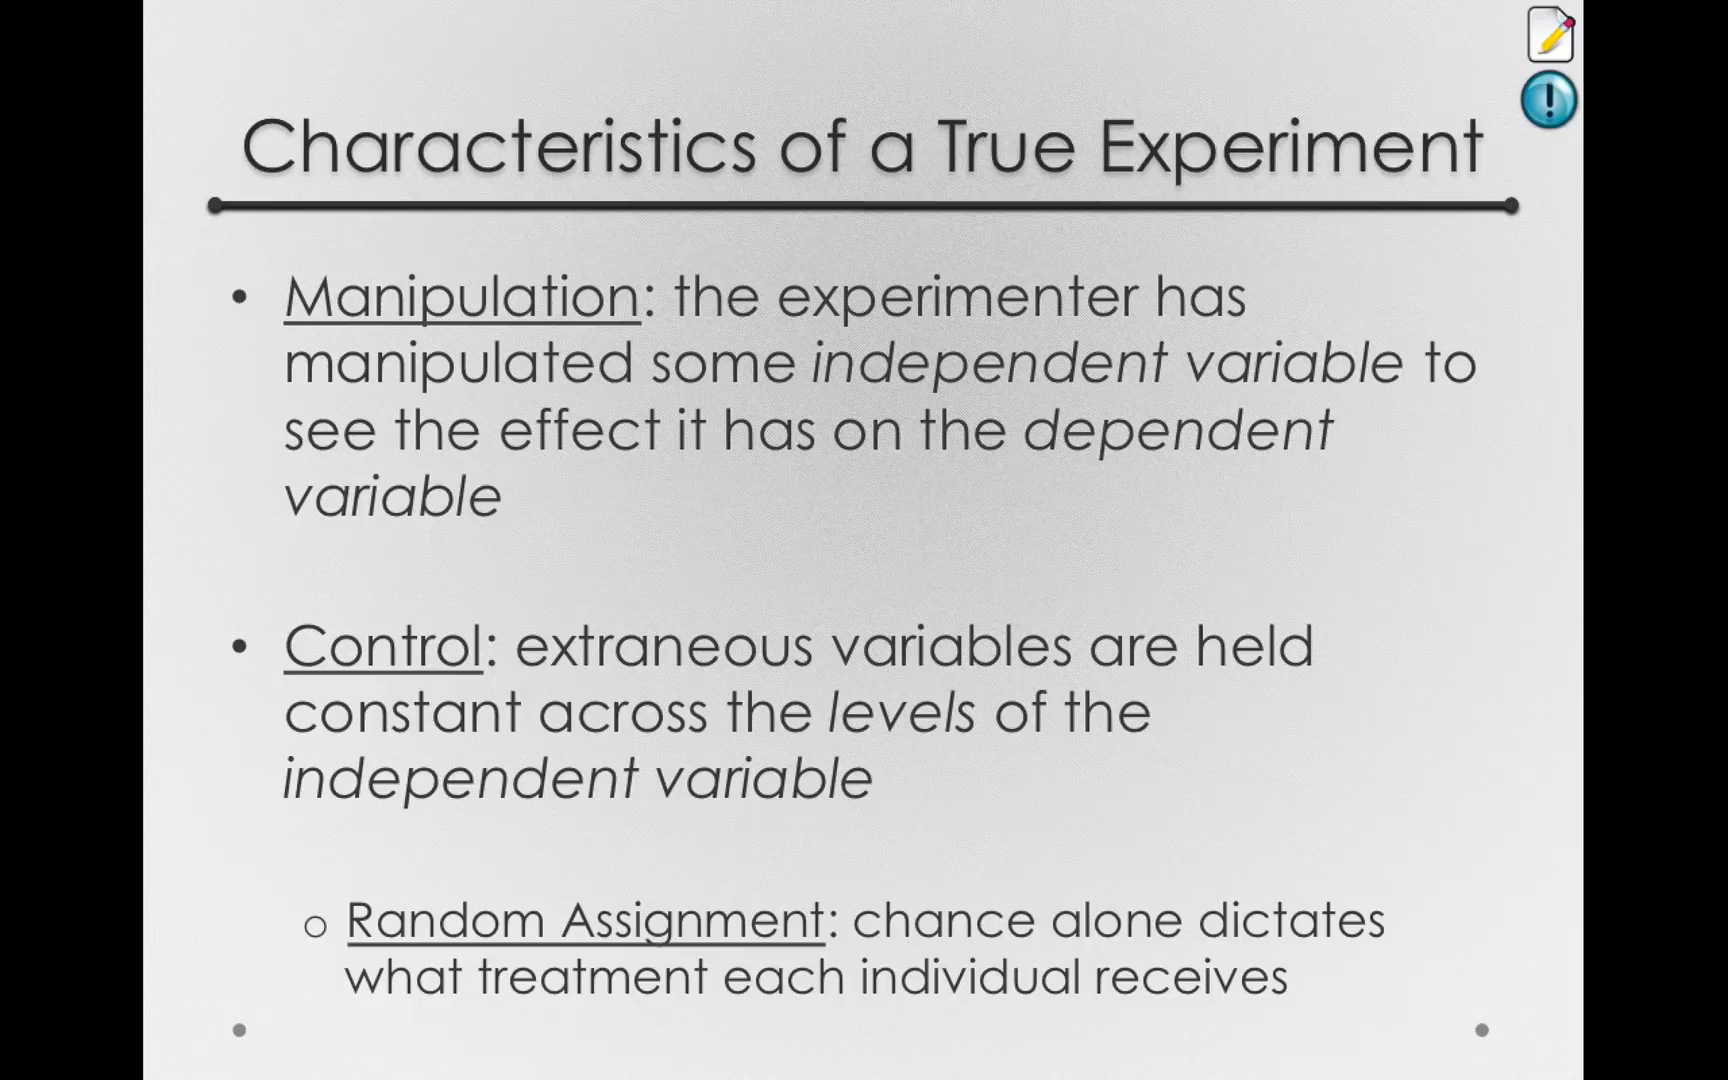 Characteristics of a True Experiment
• Manipulation: the experimenter has
manipulated some independent variable to
see the effect it has on the dependent
variable
• Control: extraneous variables are held
constant across the levels of the
independent variable
o Random Assignment: chance alone dictates
what treatment each individual receives